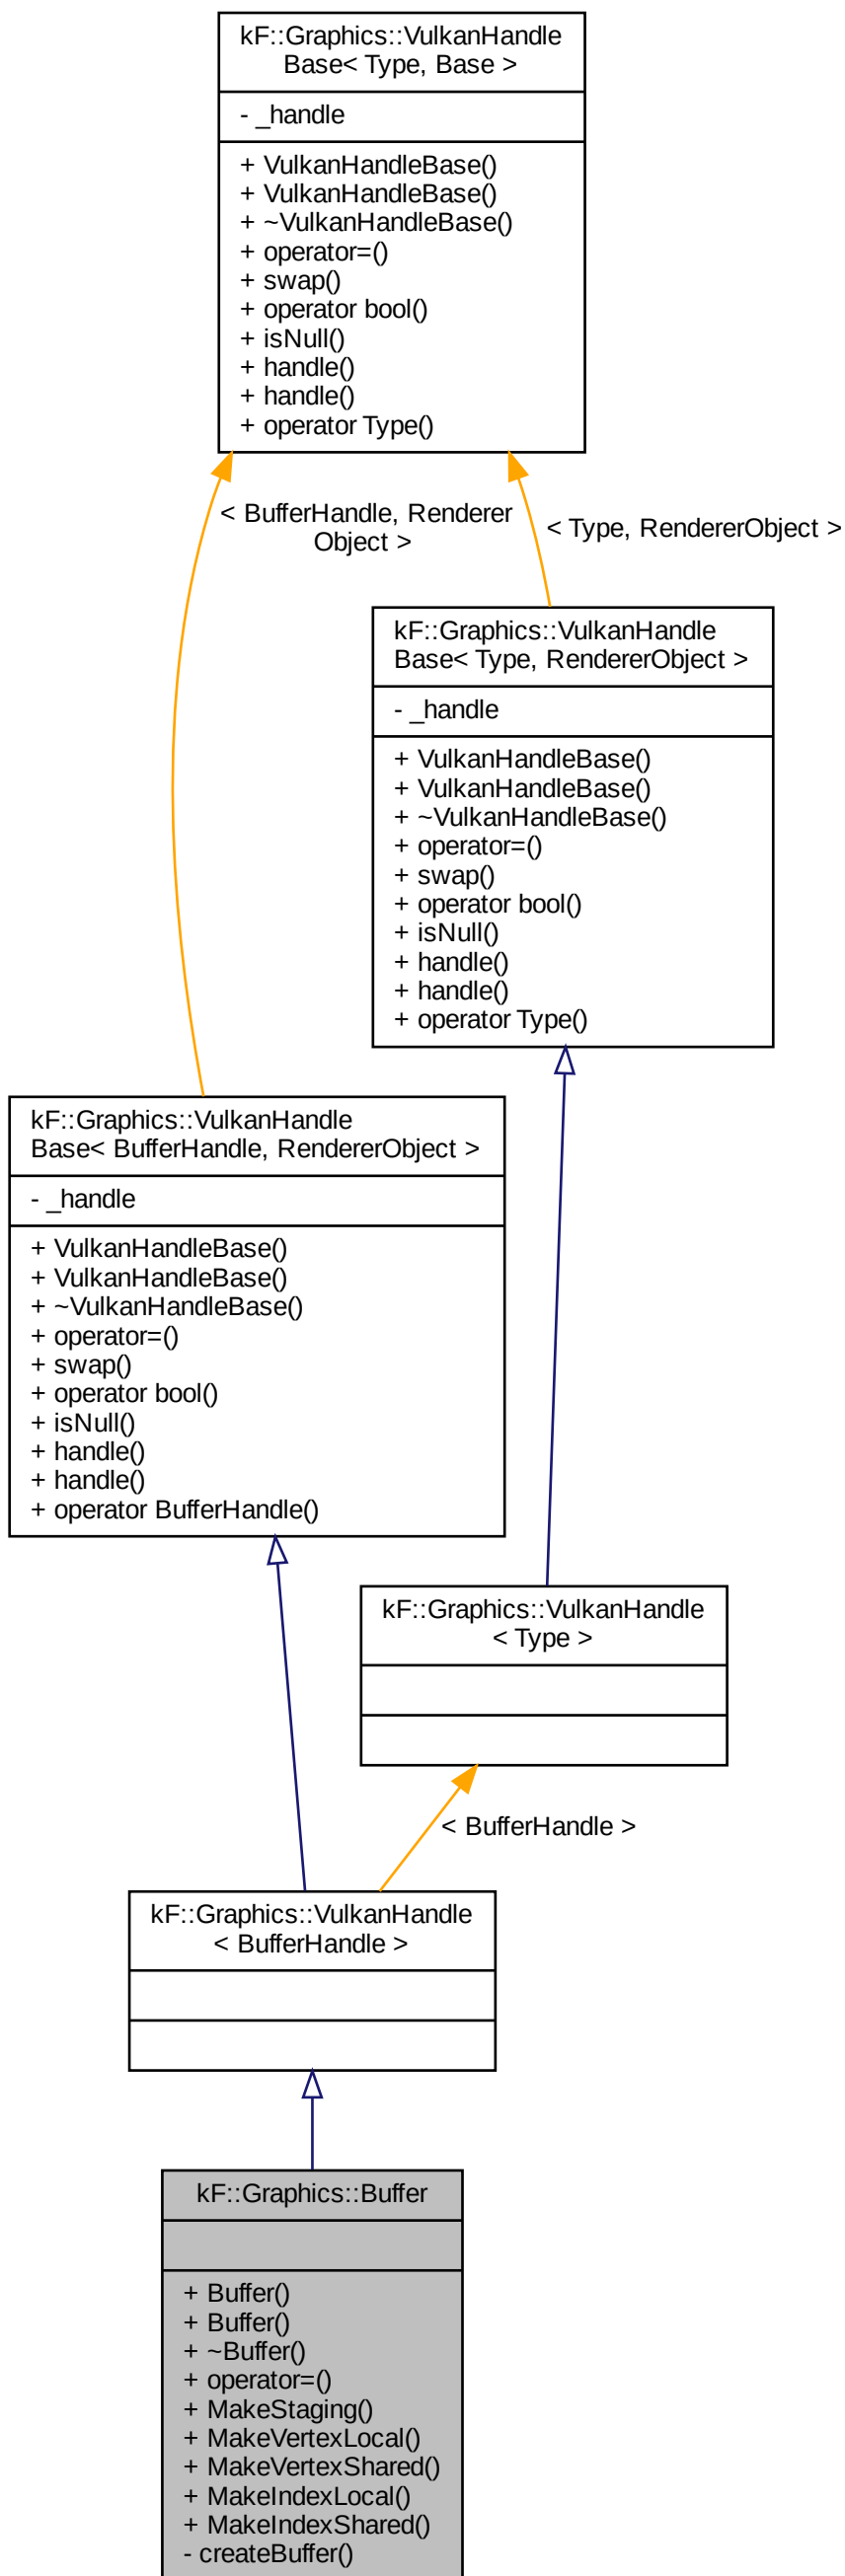 kF::Graphics::VulkanHandle
Base< Type, Base >
- _handle
+ VulkanHandleBase()
+ VulkanHandleBase()
+ ~VulkanHandleBase()
+ operator=()
+ swap()
+ operator bool()
+ isNull()
+ handle()
+ handle()
+ operator Type()
< BufferHandle, Renderer
Object >
< Type, RendererObject >
kF::Graphics::VulkanHandle
Base< Type, RendererObject >
- _handle
+ VulkanHandleBase()
+ VulkanHandleBase()
+ ~VulkanHandleBase()
+ operator=()
+ swap()
+ operator bool()
+ isNull()
+ handle()
+ handle()
+ operator Type()
kF::Graphics::VulkanHandle
Base< BufferHandle, RendererObject >
- _handle
+ VulkanHandleBase()
+ VulkanHandleBase()
+ ~VulkanHandleBase()
+ operator=()
+ swap()
+ operator bool()
+ isNull()
+ handle()
+ handle()
+ operator BufferHandle()
kF::Graphics::VulkanHandle
< Type >
< BufferHandle >
kF::Graphics::VulkanHandle
< BufferHandle >
kF::Graphics::Buffer
+ Buffer()
+ Buffer()
+ ~Buffer()
+ operator=()
+ MakeStaging()
+ MakeVertexLocal()
+ MakeVertexShared()
+ MakeIndexLocal()
+ MakeIndexShared()
- createBuffer()